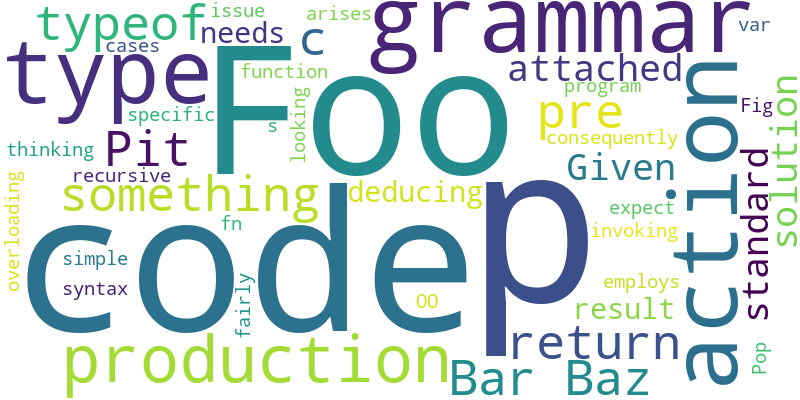 typeof
issue
arises
grammar
var
cases
needs
c
type
Foo
function
attached
action
program
specific
s
looking
pre
Fig
solution
Pit
consequently
thinking
recursive
Given
standard
something
deducing
overloading
code
p
fn
expect
invoking
simple
syntax
fairly
OO
employs
result
production
return
Bar Baz
Pop